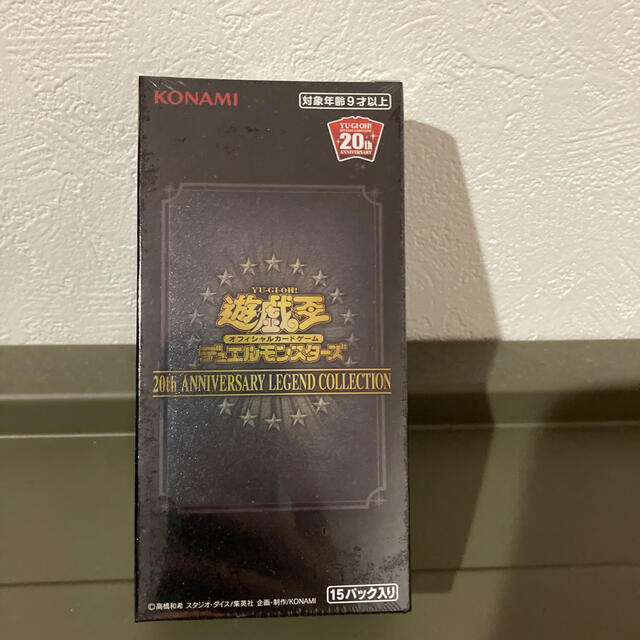 KONAMI
対象年齢9才以上
YU-GI-OH!
20th
ANNIVERSARY
YU-GI-OH!
遊戯王
オフィシャルカードゲーム
デュエルモンスターズ
20th ANNIVERSARY LEGEND COLLECTION
©高橋和希 スタジオ・ダイス/集英社 企画・制作/KONAMI
15パック入り